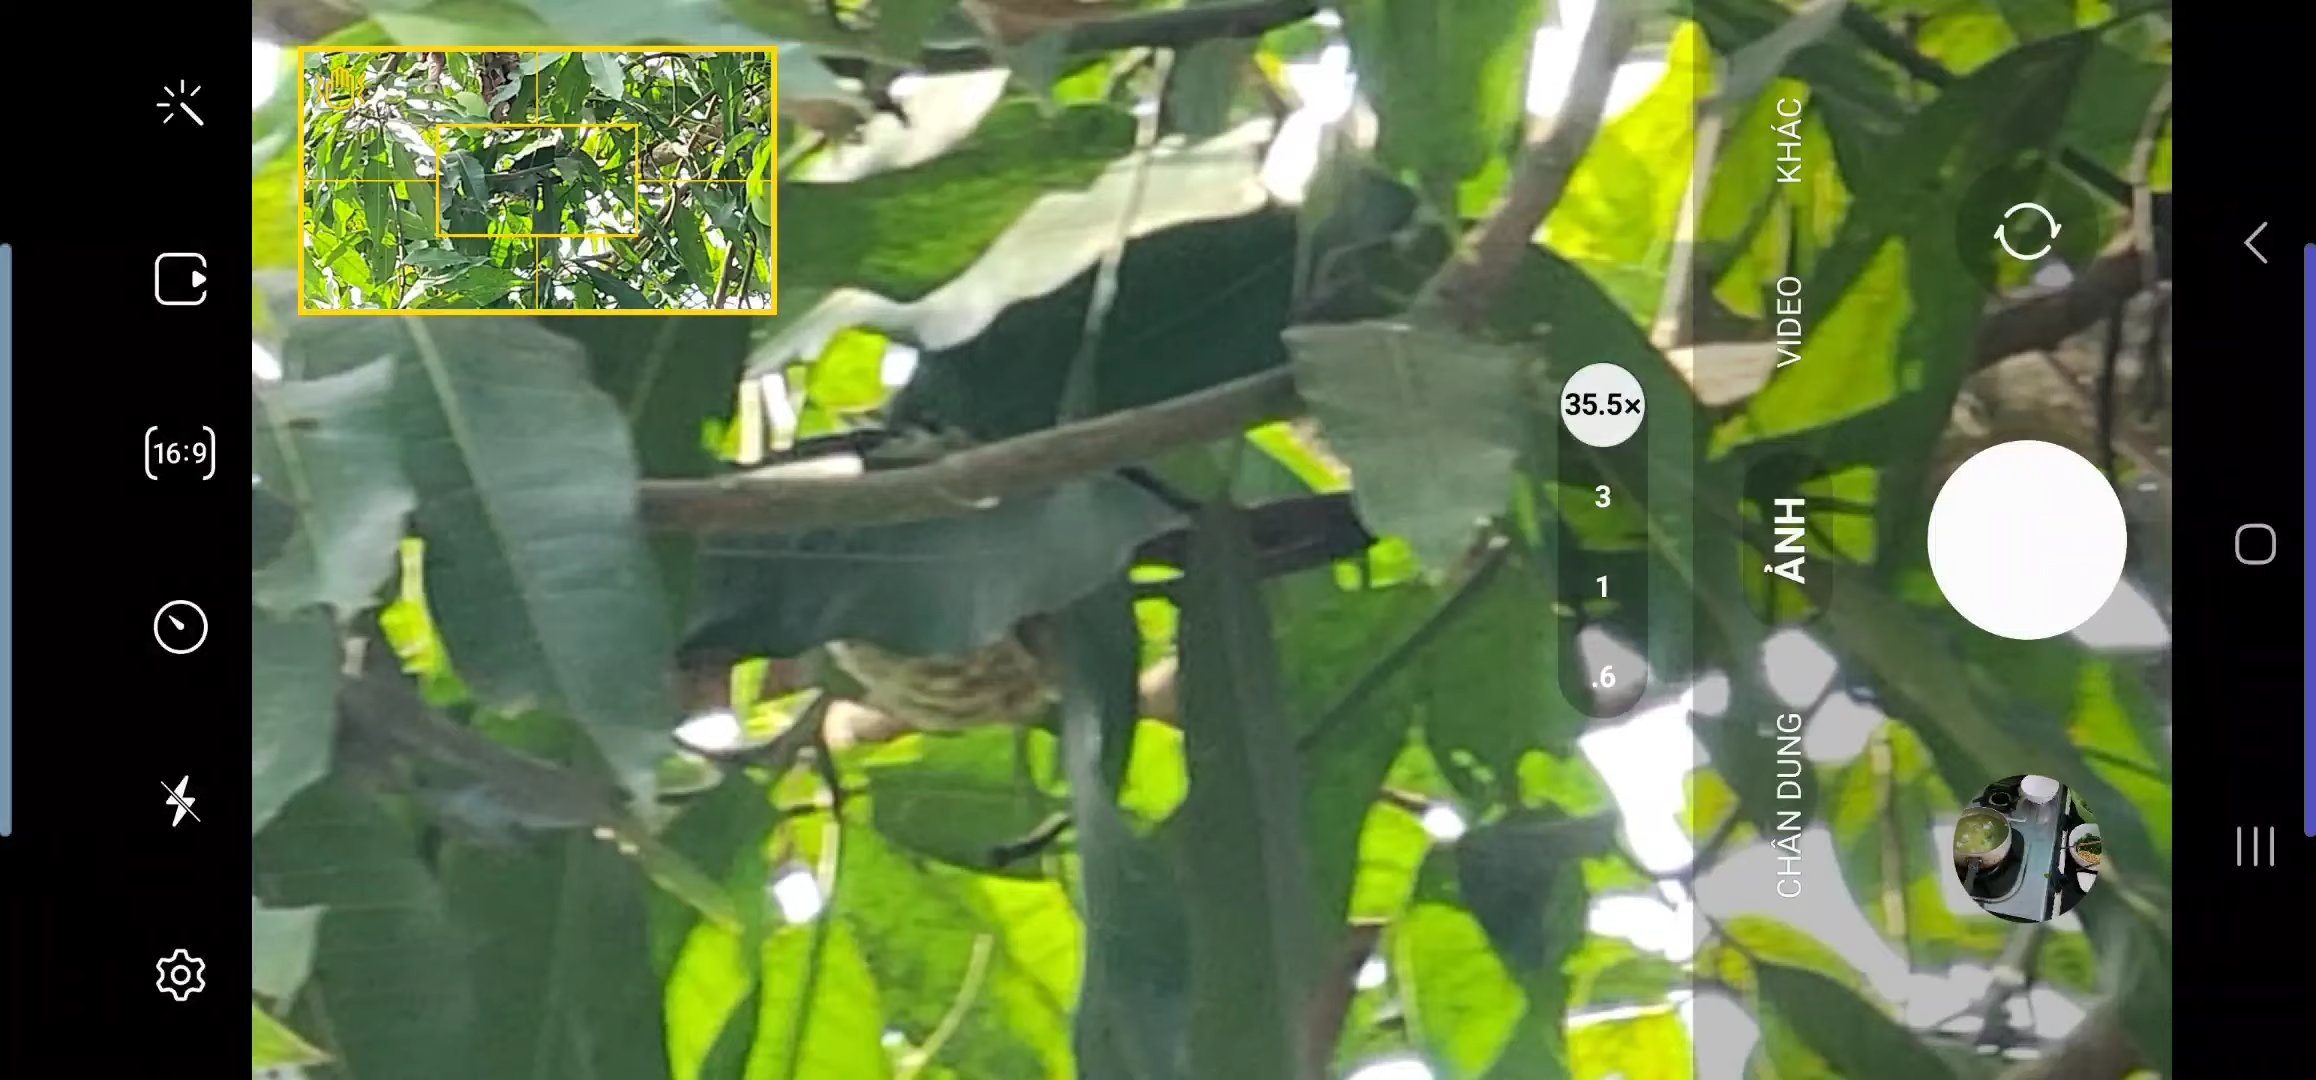 16:9
35.5×
3
1
.6
KHÁC
VIDEO
ẢNH
CHÂN DUNG